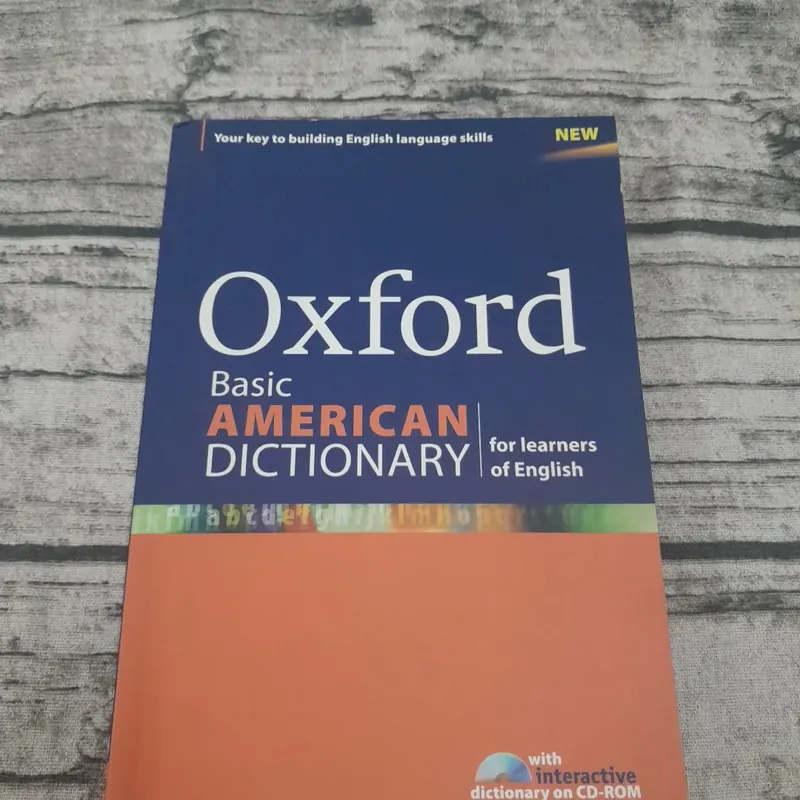 Your key to building English language skills
NEW
Oxford
Basic
AMERICAN
DICTIONARY
for learners
of English
with
interactive
dictionary on CD-ROM